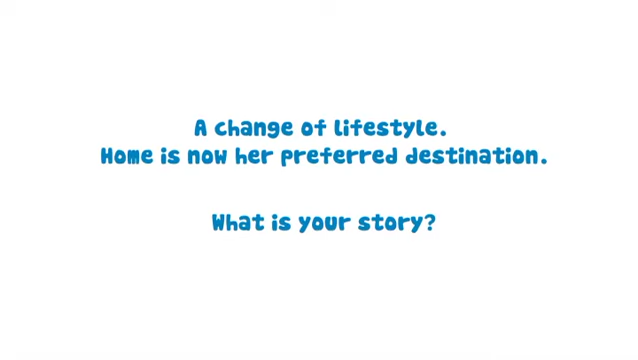 A change of lifestyle.
Home is now her preferred destination.
What is your story?